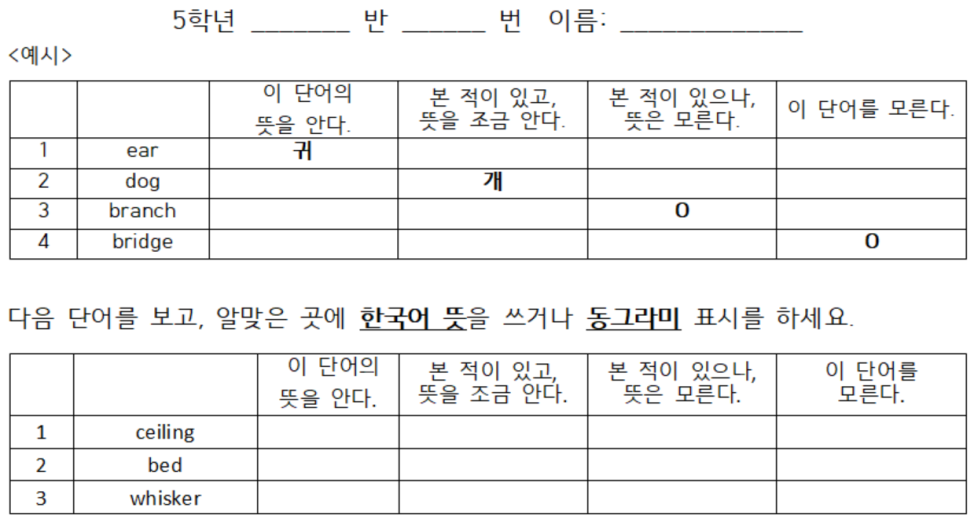 5학년 _______ 반 ______ 번 이름: _____________
<예시>
이 단어의 뜻을 안다. 본 적이 있고, 뜻을 조금 안다. 본 적이 있으나, 뜻은 모른다. 이 단어를 모른다.
1 ear 귀
2 dog 개
3 branch O
4 bridge O
다음 단어를 보고, 알맞은 곳에 한국어 뜻을 쓰거나 동그라미 표시를 하세요.
이 단어의 뜻을 안다. 본 적이 있고, 뜻을 조금 안다. 본 적이 있으나, 뜻은 모른다. 이 단어를 모른다.
1 ceiling
2 bed
3 whisker